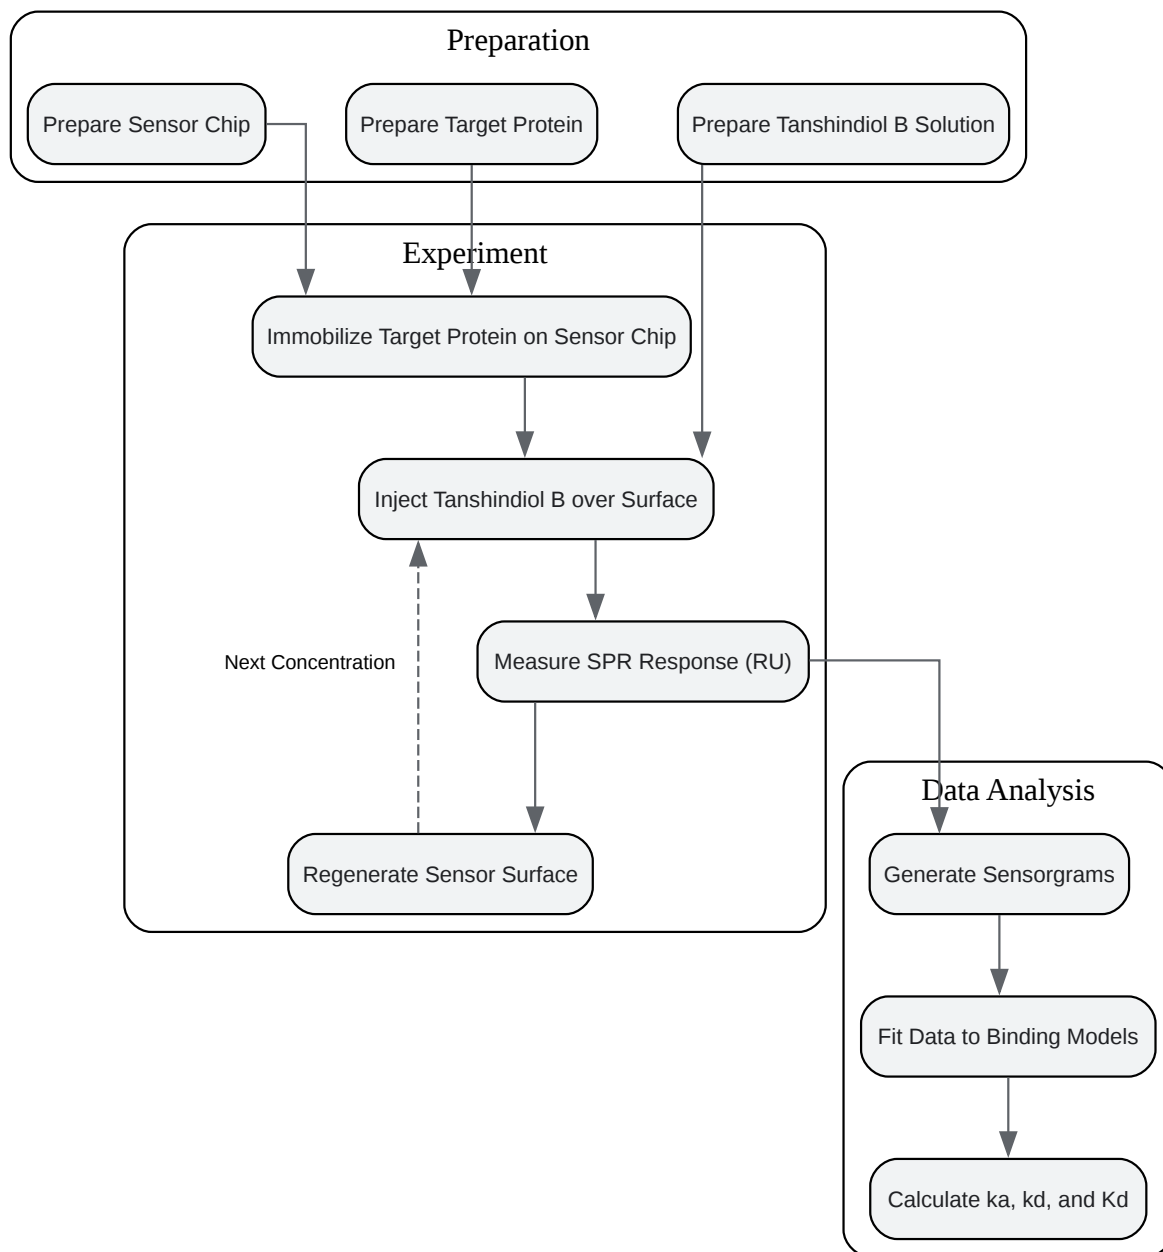 Preparation
Prepare Sensor Chip
Prepare Target Protein
Prepare Tanshindiol B Solution
Experiment
Immobilize Target Protein on Sensor Chip
Inject Tanshindiol B over Surface
Next Concentration
Measure SPR Response (RU)
Regenerate Sensor Surface
Data Analysis
Generate Sensorgrams
Fit Data to Binding Models
Calculate ka, kd, and Kd